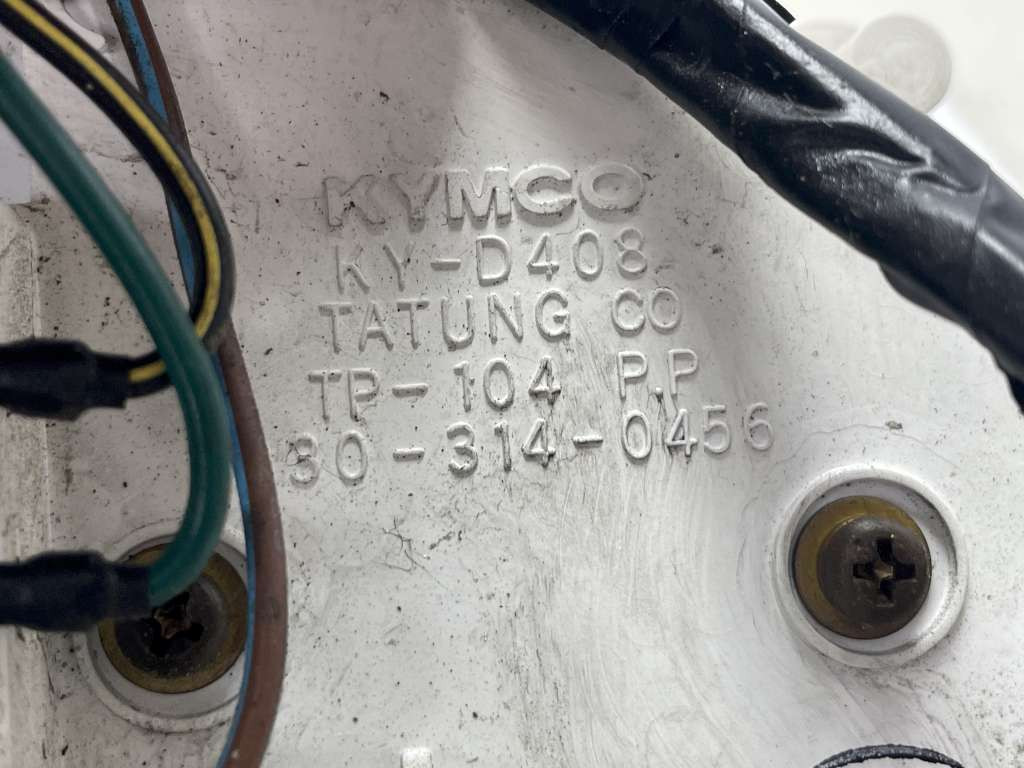 KYMCO
KY-D408
TATUNG CO
TP-104 P.P
30-314-0456